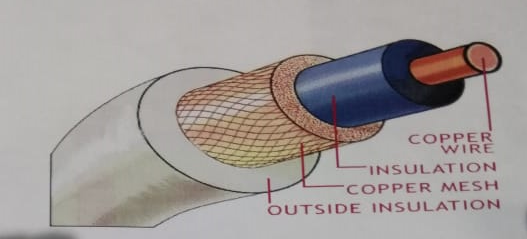 COPPER
WIRE
INSULATION
COPPER MESH
OUTSIDE INSULATION